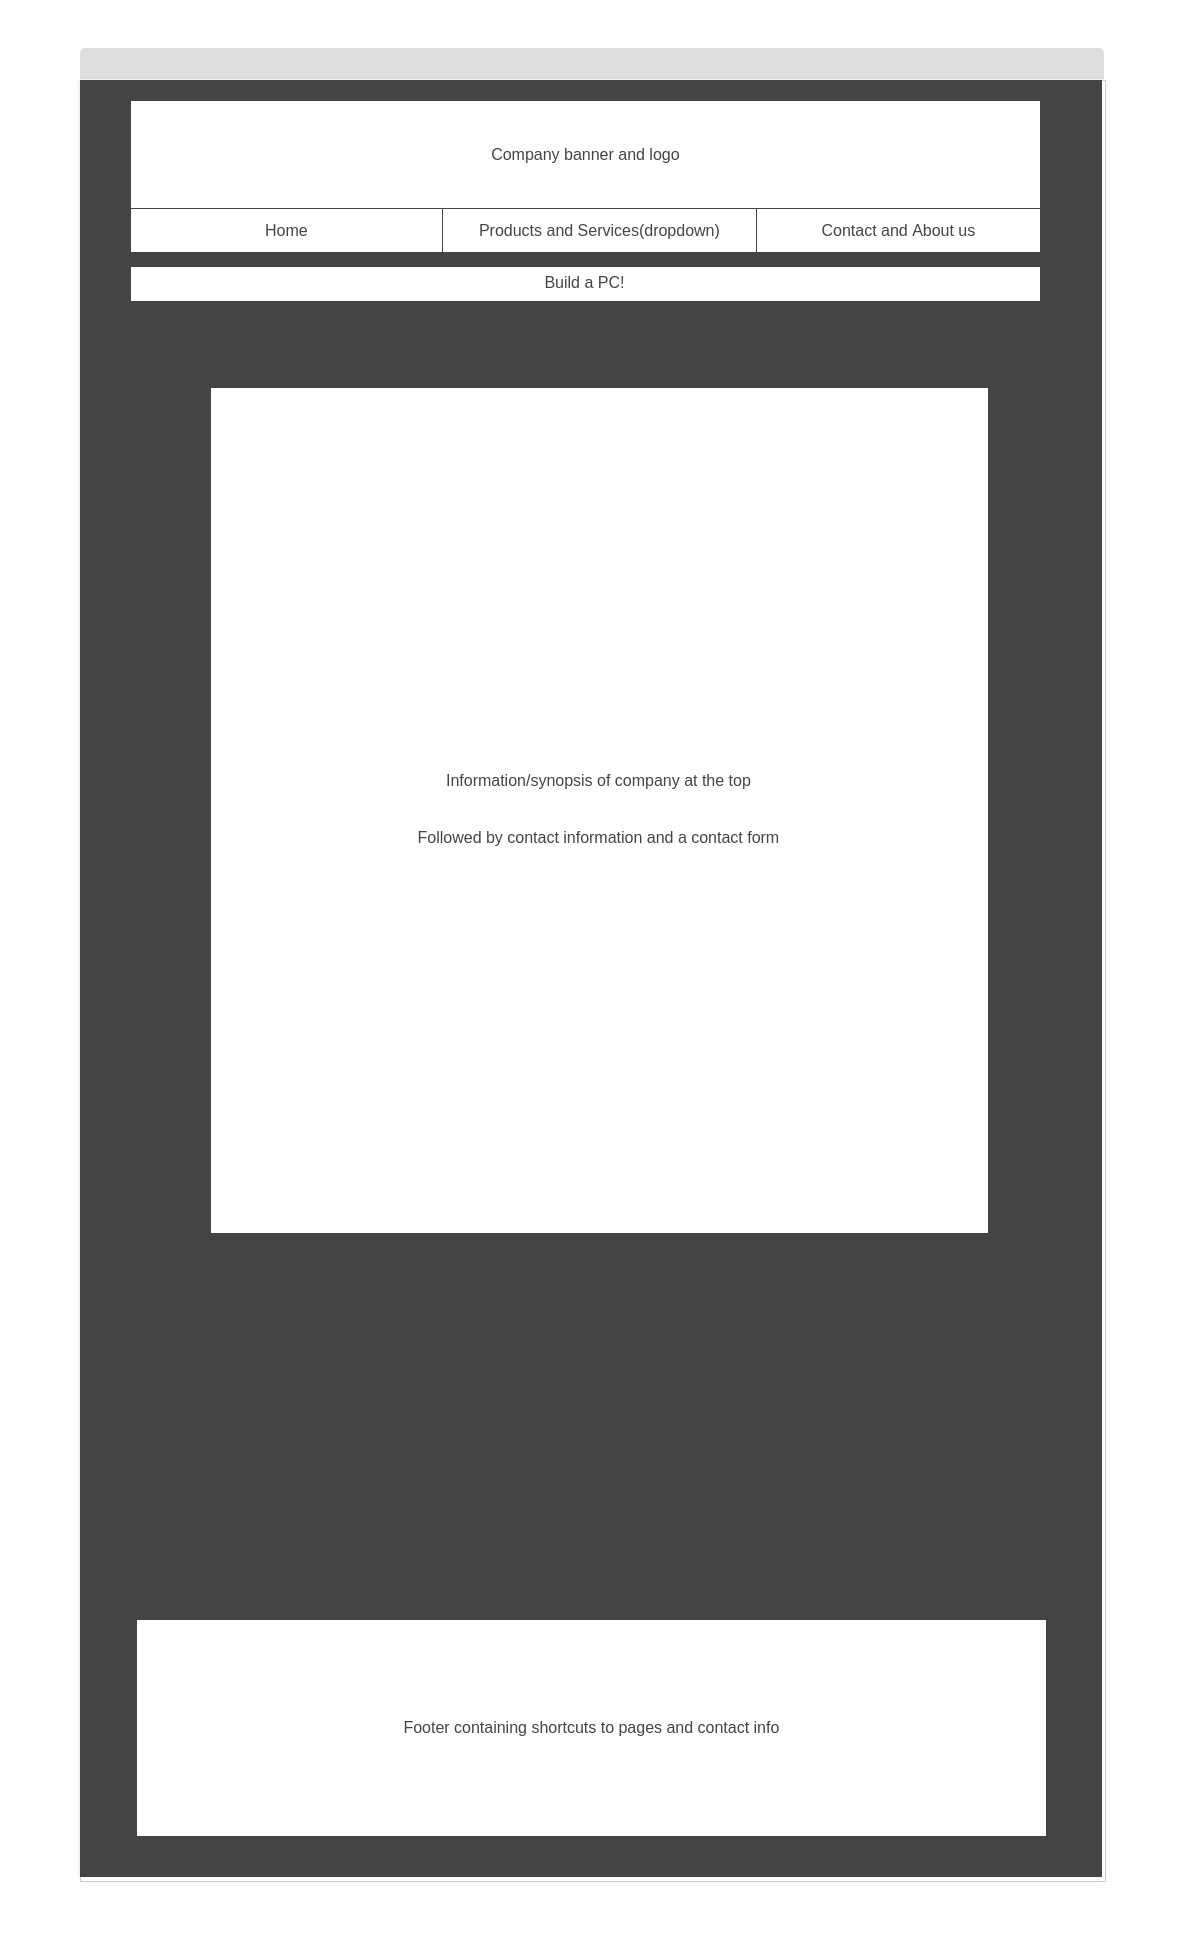 Company banner and logo
Home
Products and Services(dropdown)
Contact and About us
Build a PC!
Information/synopsis of company at the top
Followed by contact information and a contact form
Footer containing shortcuts to pages and contact info